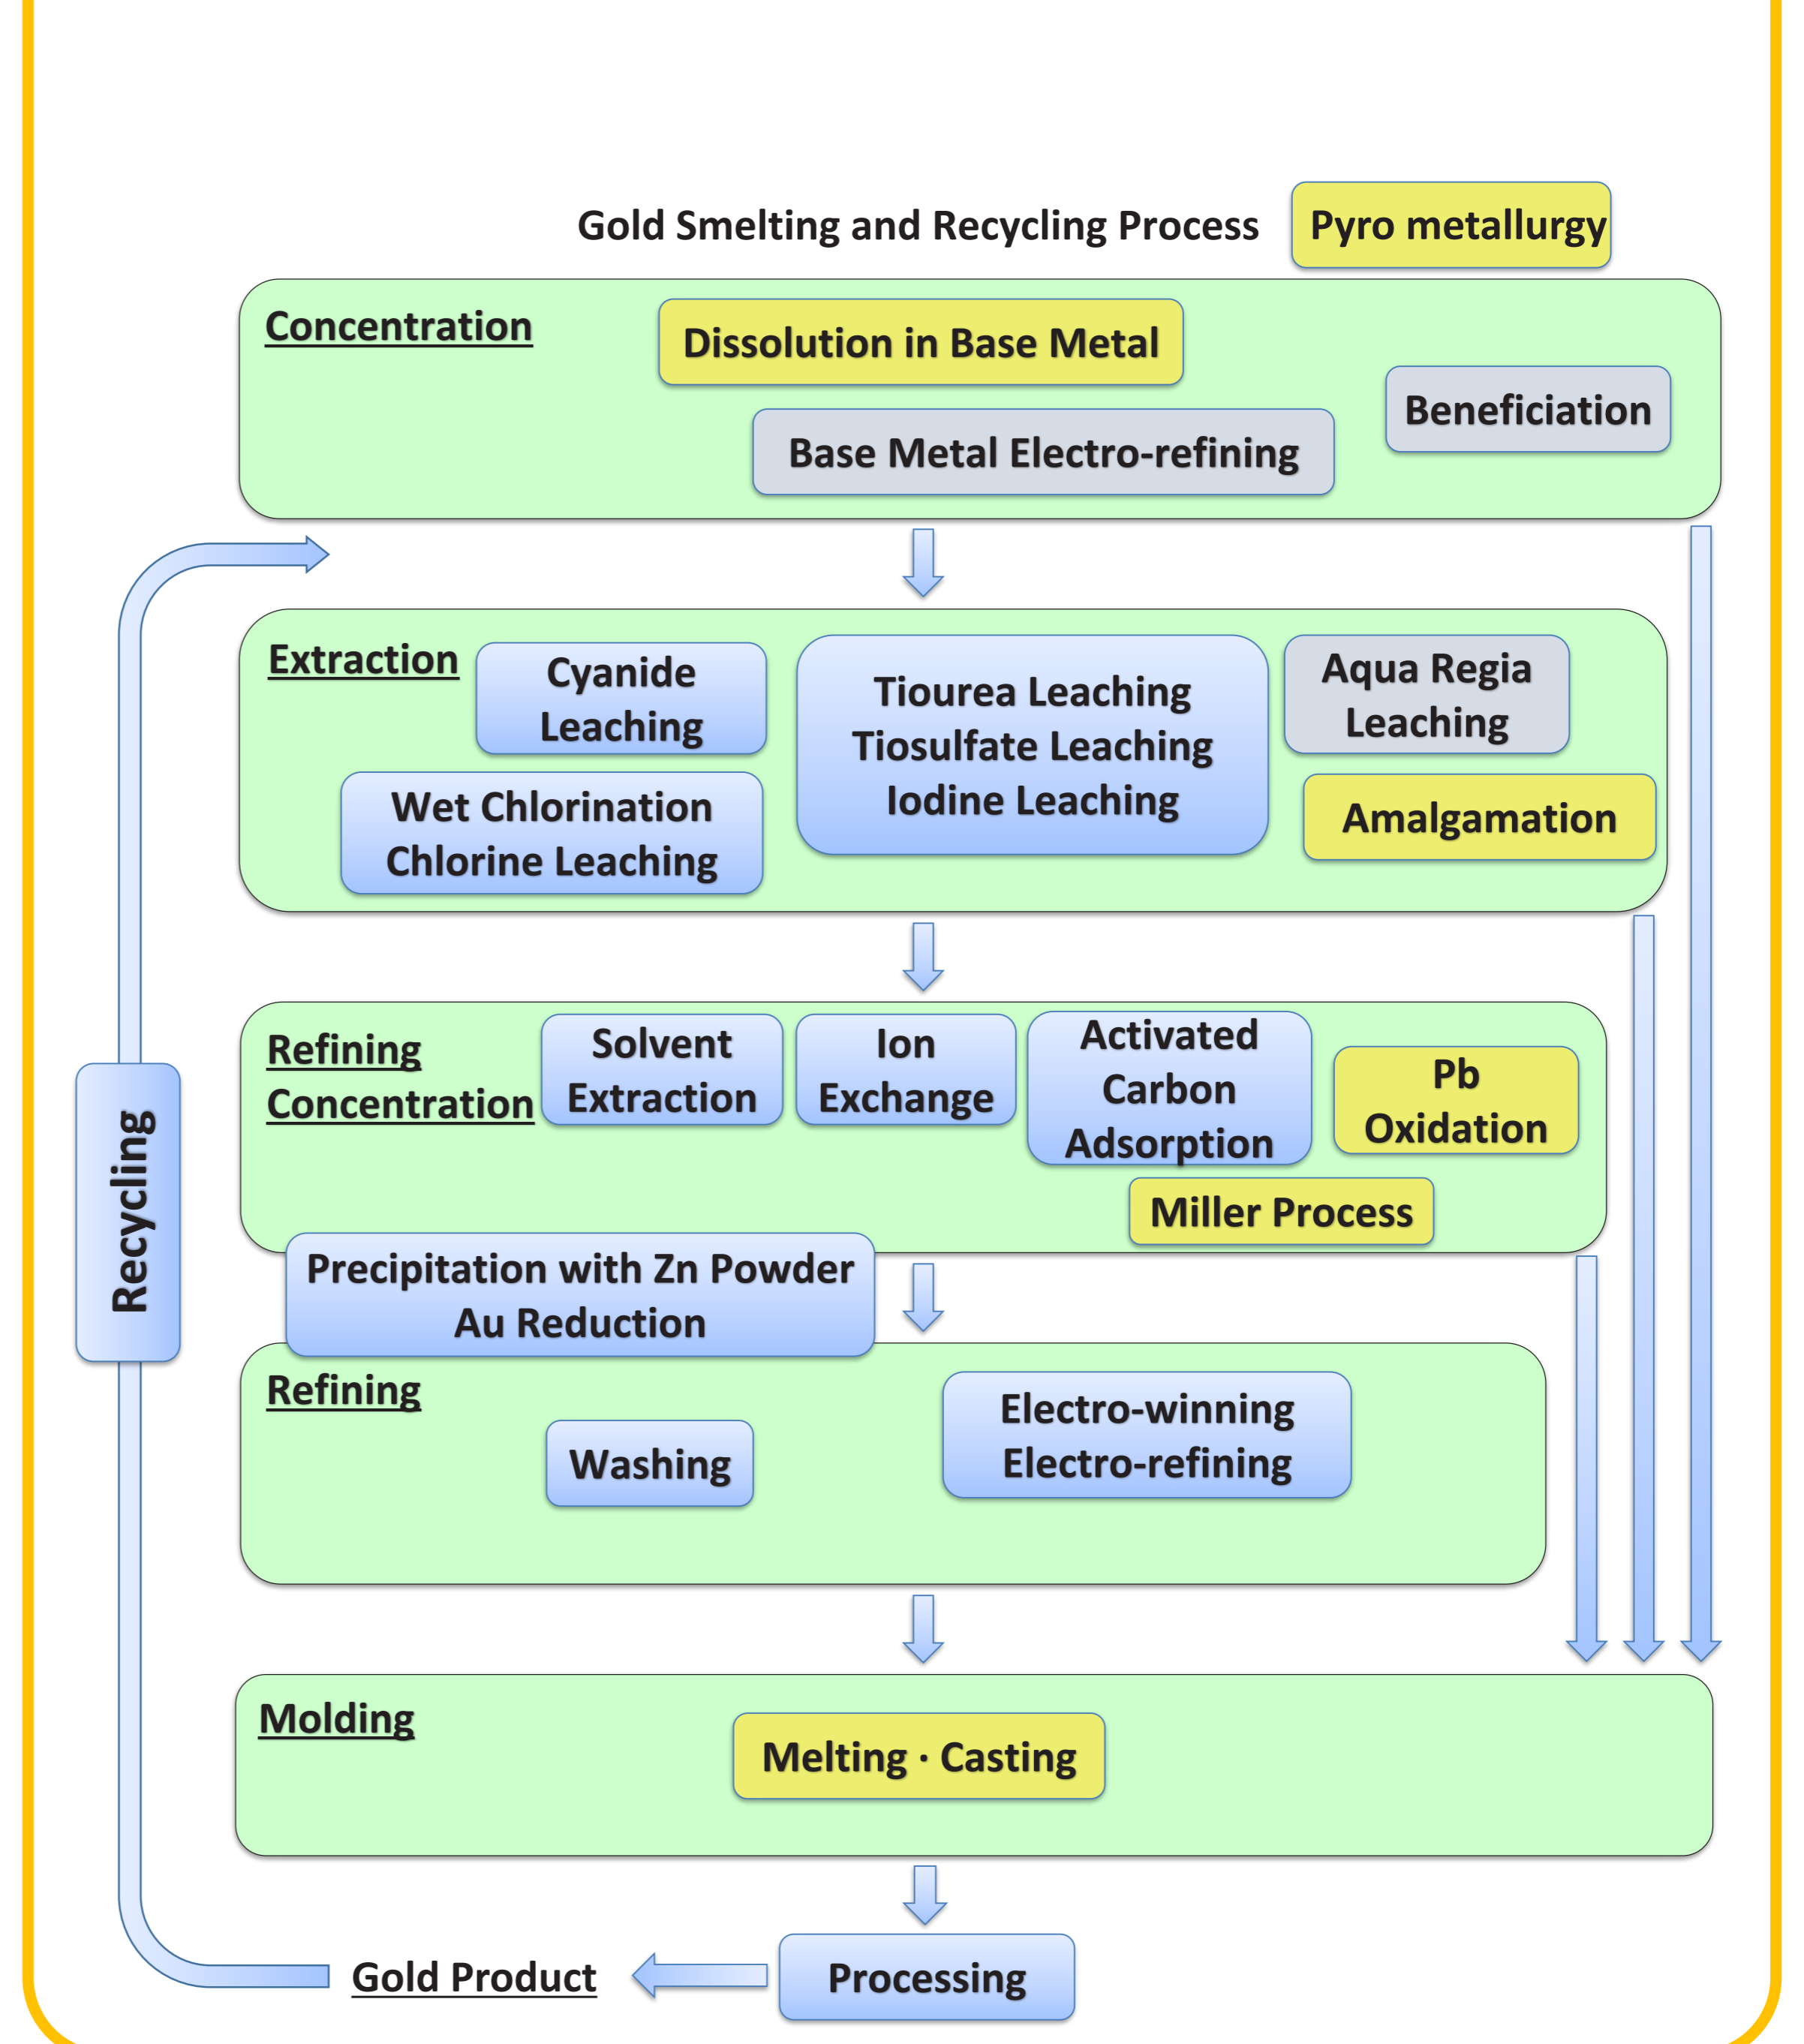 Gold Smelting and Recycling Process
Pyro metallurgy
Concentration
Dissolution in Base Metal
Beneficiation
Base Metal Electro-refining
Extraction
Cyanide
Leaching
Tiourea Leaching
Tiosulfate Leaching
Iodine Leaching
Aqua Regia
Leaching
Wet Chlorination
Chlorine Leaching
Amalgamation
Refining
Concentration
Solvent
Extraction
Ion
Exchange
Activated
Carbon
Adsorption
Pb
Oxidation
Miller Process
Recycling
Precipitation with Zn Powder
Au Reduction
Refining
Washing
Electro-winning
Electro-refining
Molding
Melting · Casting
Gold Product
Processing